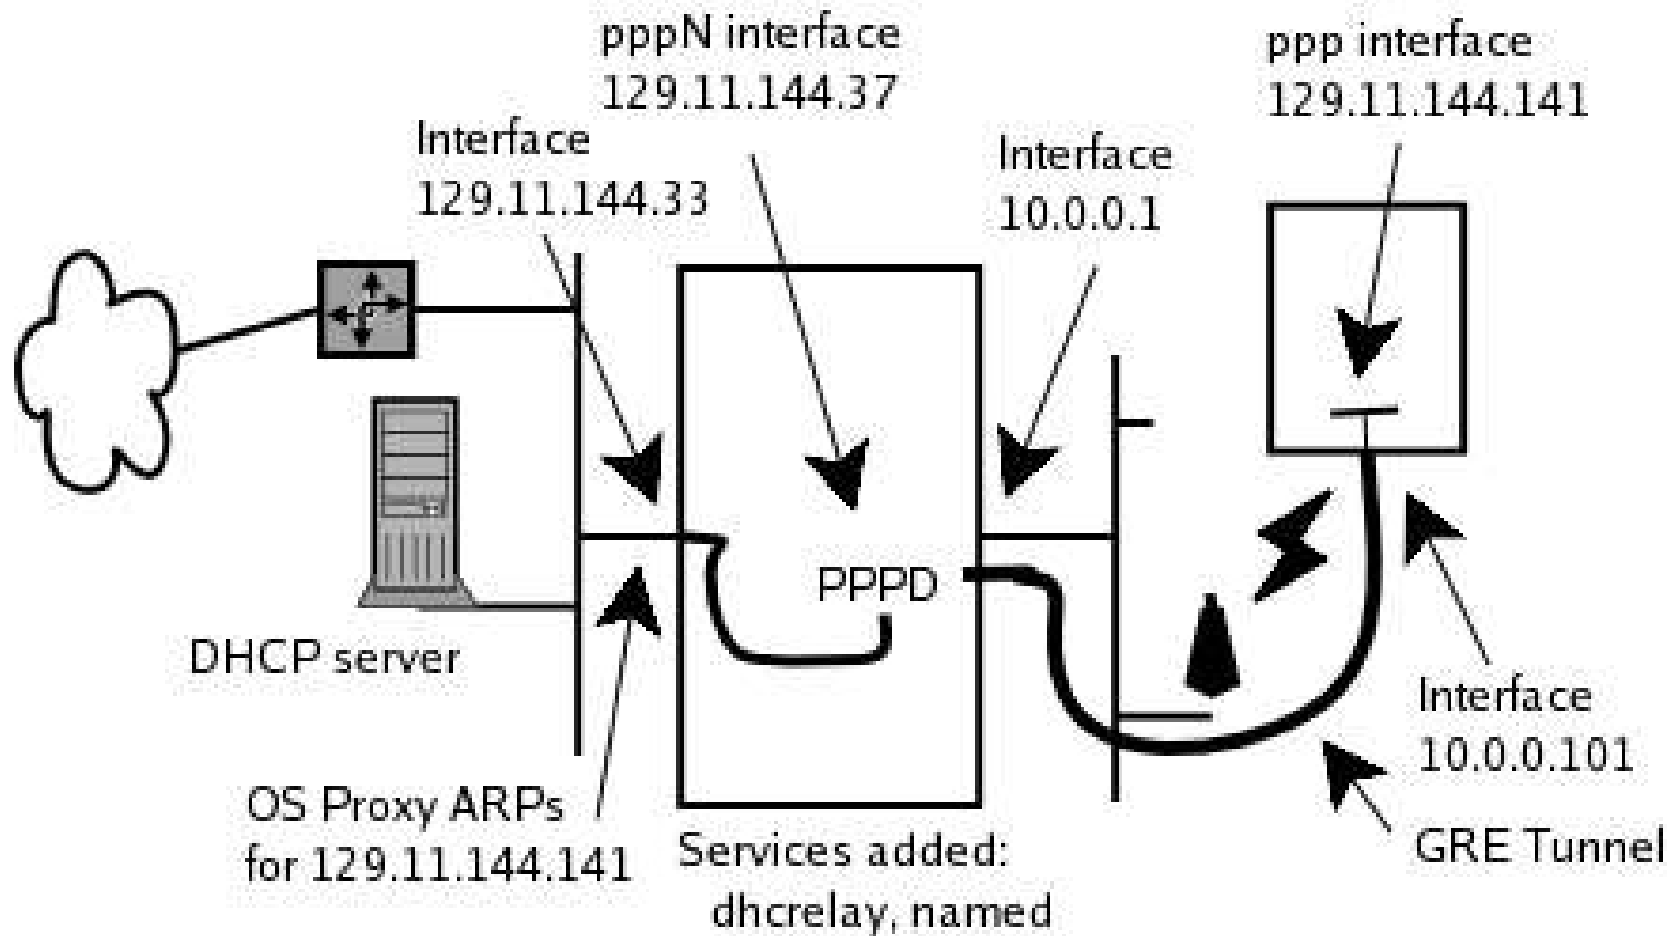 pppN interface
129.11.144.37
ppp interface
129.11.144.141
Interface
129.11.144.33
Interface
10.0.0.1
PPPD
DHCP server
Interface
10.0.0.101
OS Proxy ARPs
for 129.11.144.141
Services added:
dhcrelay, named
GRE Tunnel